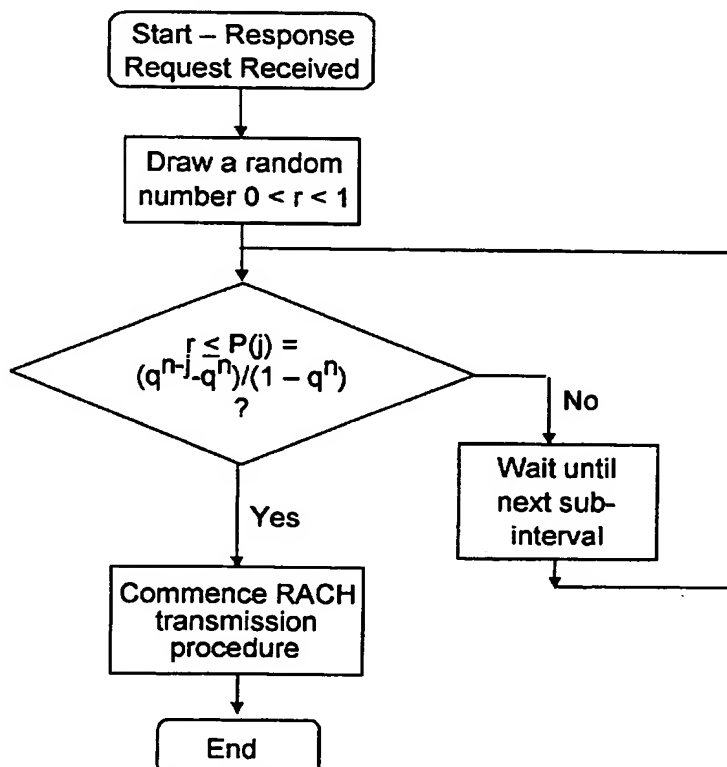 Start – Response
Request Received
Draw a random
number 0 < r < 1
r ≤ P(j) =
(q^n-j-q^n)/(1 – q^n)
?
No
Wait until
next sub-
interval
Yes
Commence RACH
transmission
procedure
End